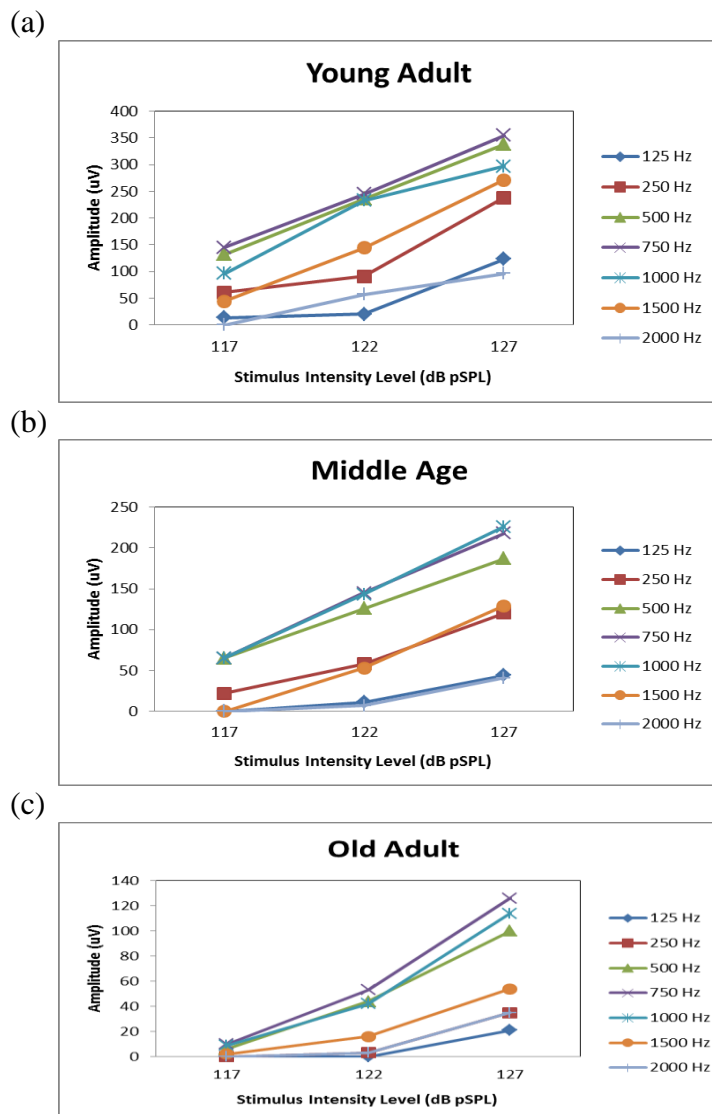 (a)
Young Adult
400
350
300
250
200
150
100
50
0
Amplitude (uV)
117 122 127
Stimulus Intensity Level (dB pSPL)
125 Hz
250 Hz
500 Hz
750 Hz
1000 Hz
1500 Hz
2000 Hz
(b)
Middle Age
250
200
150
100
50
0
Amplitude (uV)
117 122 127
Stimulus Intensity Level (dB pSPL)
125 Hz
250 Hz
500 Hz
750 Hz
1000 Hz
1500 Hz
2000 Hz
(c)
Old Adult
140
120
100
80
60
40
20
0
Amplitude (uV)
117 122 127
Stimulus Intensity Level (dB pSPL)
125 Hz
250 Hz
500 Hz
750 Hz
1000 Hz
1500 Hz
2000 Hz